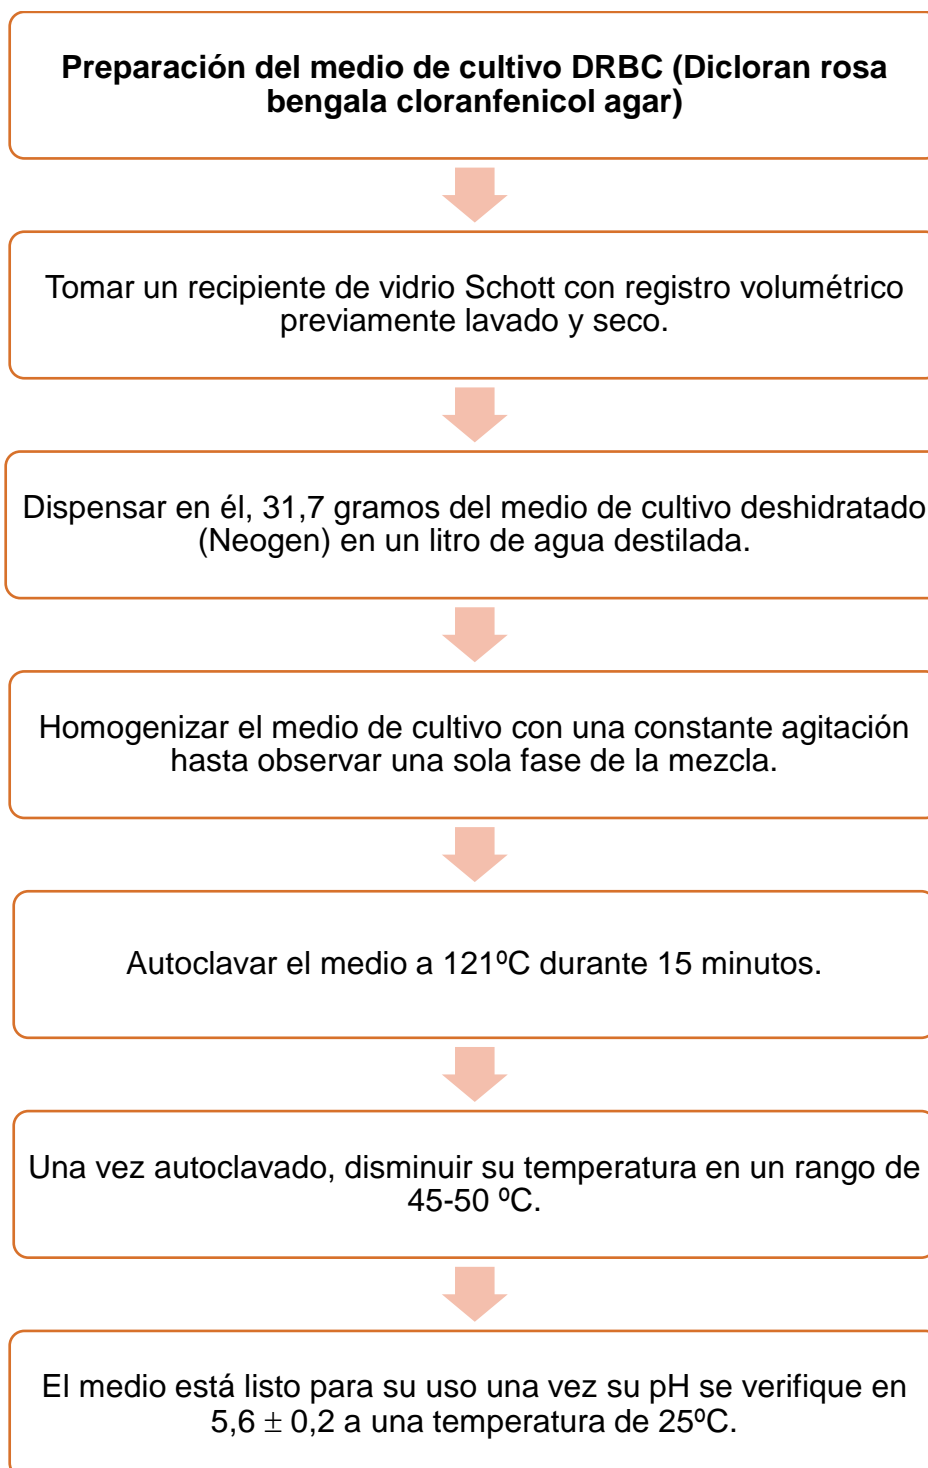 Preparación del medio de cultivo DRBC (Dicloran rosa
bengala cloranfenicol agar)
Tomar un recipiente de vidrio Schott con registro volumétrico
previamente lavado y seco.
Dispensar en él, 31,7 gramos del medio de cultivo deshidratado
(Neogen) en un litro de agua destilada.
Homogenizar el medio de cultivo con una constante agitación
hasta observar una sola fase de la mezcla.
Autoclavar el medio a 121ºC durante 15 minutos.
Una vez autoclavado, disminuir su temperatura en un rango de
45-50 ºC.
El medio está listo para su uso una vez su pH se verifique en
5,6 ± 0,2 a una temperatura de 25ºC.